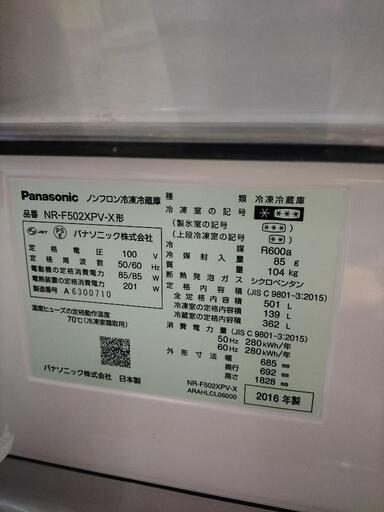 Panasonic ノンフロン冷凍冷蔵庫
品番 NR-F502XPV-X形
JET PS E パナソニック株式会社
定格電圧 100 V
定格周波数 50/60 Hz
電動機の定格消費電力 85/85 W
電熱装置の定格消費電力 201 W
製造番号 A 6300710
温度ヒューズの定格動作温度
70℃(冷凍室霜取用)
パナソニック株式会社 日本製
種類 冷凍冷蔵庫
冷凍室の記号
(製氷室の記号)
(上段冷凍室の記号)
冷媒 R600a
冷媒封入量 85 g
質量 104 kg
断熱発泡ガス シクロペンタン
定格内容積 (JIS C 9801-3:2015)
全定格内容積 501 L
冷凍室の定格内容積 139 L
冷蔵室の定格内容積 362 L
消費電力量 (JIS C 9801-3:2015)
50Hz 280 kWh/年
60Hz 280 kWh/年
外形寸法 幅 685 mm
奥行 692 mm
高さ 1828 mm
NR-F502XPV-X
ARAHLCL06000
2016 年製